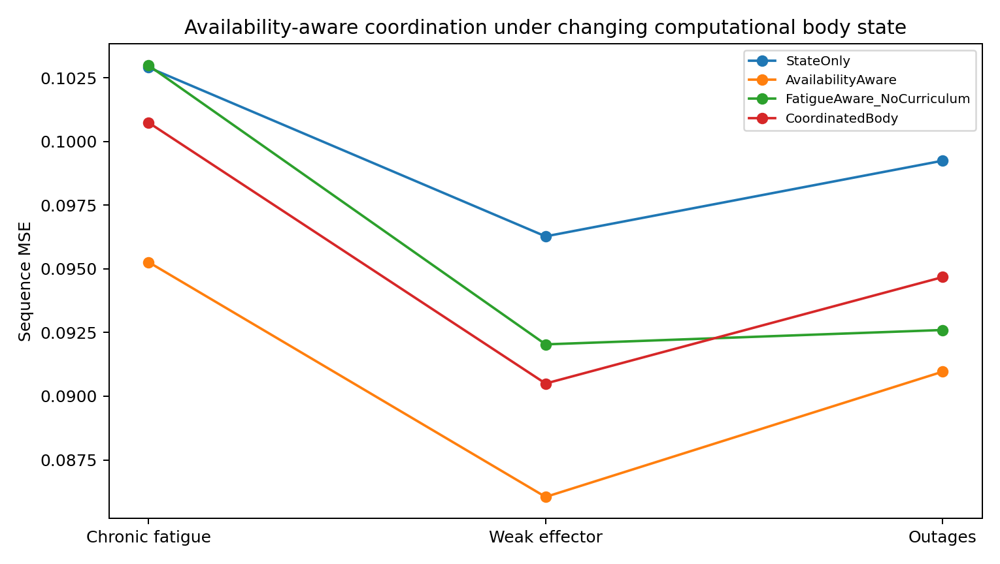 Availability-aware coordination under changing computational body state
StateOnly
AvailabilityAware
FatigueAware_NoCurriculum
CoordinatedBody
Sequence MSE
0.1025
0.1000
0.0975
0.0950
0.0925
0.0900
0.0875
Chronic fatigue
Weak effector
Outages